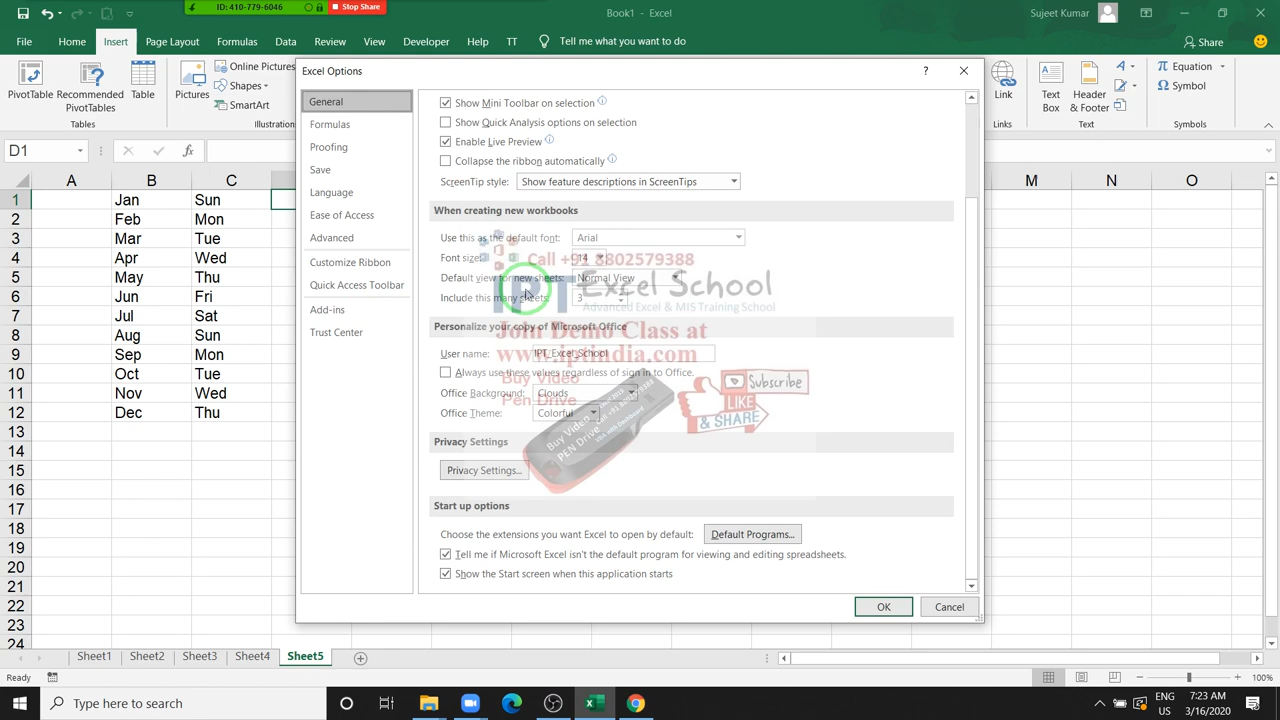 ID: 410-779-6046
Stop Share
Book1 - Excel
Sujeet Kumar
File
Home
Insert
Page Layout
Formulas
Data
Review
View
Developer
Help
TT
Tell me what you want to do
Share
PivotTable
Recommended PivotTables
Table
Tables
Pictures
Online Pictures
Shapes
SmartArt
Illustration
Link
Links
Text Box
Header & Footer
Text
Equation
Symbol
Symbols
D1
fx
A B C M N O
1 Jan Sun
2 Feb Mon
3 Mar Tue
4 Apr Wed
5 May Thu
6 Jun Fri
7 Jul Sat
8 Aug Sun
9 Sep Mon
10 Oct Tue
11 Nov Wed
12 Dec Thu
13
14
15
16
17
18
19
20
21
22
23
24
Excel Options
?
General
Formulas
Proofing
Save
Language
Ease of Access
Advanced
Customize Ribbon
Quick Access Toolbar
Add-ins
Trust Center
Show Mini Toolbar on selection
Show Quick Analysis options on selection
Enable Live Preview
Collapse the ribbon automatically
ScreenTip style: Show feature descriptions in ScreenTips
When creating new workbooks
Use this as the default font: Arial
Font size: 14
Default view for new sheets: Normal View
Include this many sheets: 3
Personalize your copy of Microsoft Office
User name: IPT_Excel_School
Always use these values regardless of sign in to Office.
Office Background: Clouds
Office Theme: Colorful
Privacy Settings
Privacy Settings...
Start up options
Choose the extensions you want Excel to open by default: Default Programs...
Tell me if Microsoft Excel isn't the default program for viewing and editing spreadsheets.
Show the Start screen when this application starts
OK
Cancel
Call +91 8802579388
IPT Excel School
Advanced Excel & MIS Training School
Join Demo Class at
www.iptindia.com
Buy Video
Pen Drive
Buy Video
PEN Drive
Subscribe
LIKE
& SHARE
Sheet1
Sheet2
Sheet3
Sheet4
Sheet5
Ready
100%
Type here to search
ENG
US
7:23 AM
3/16/2020